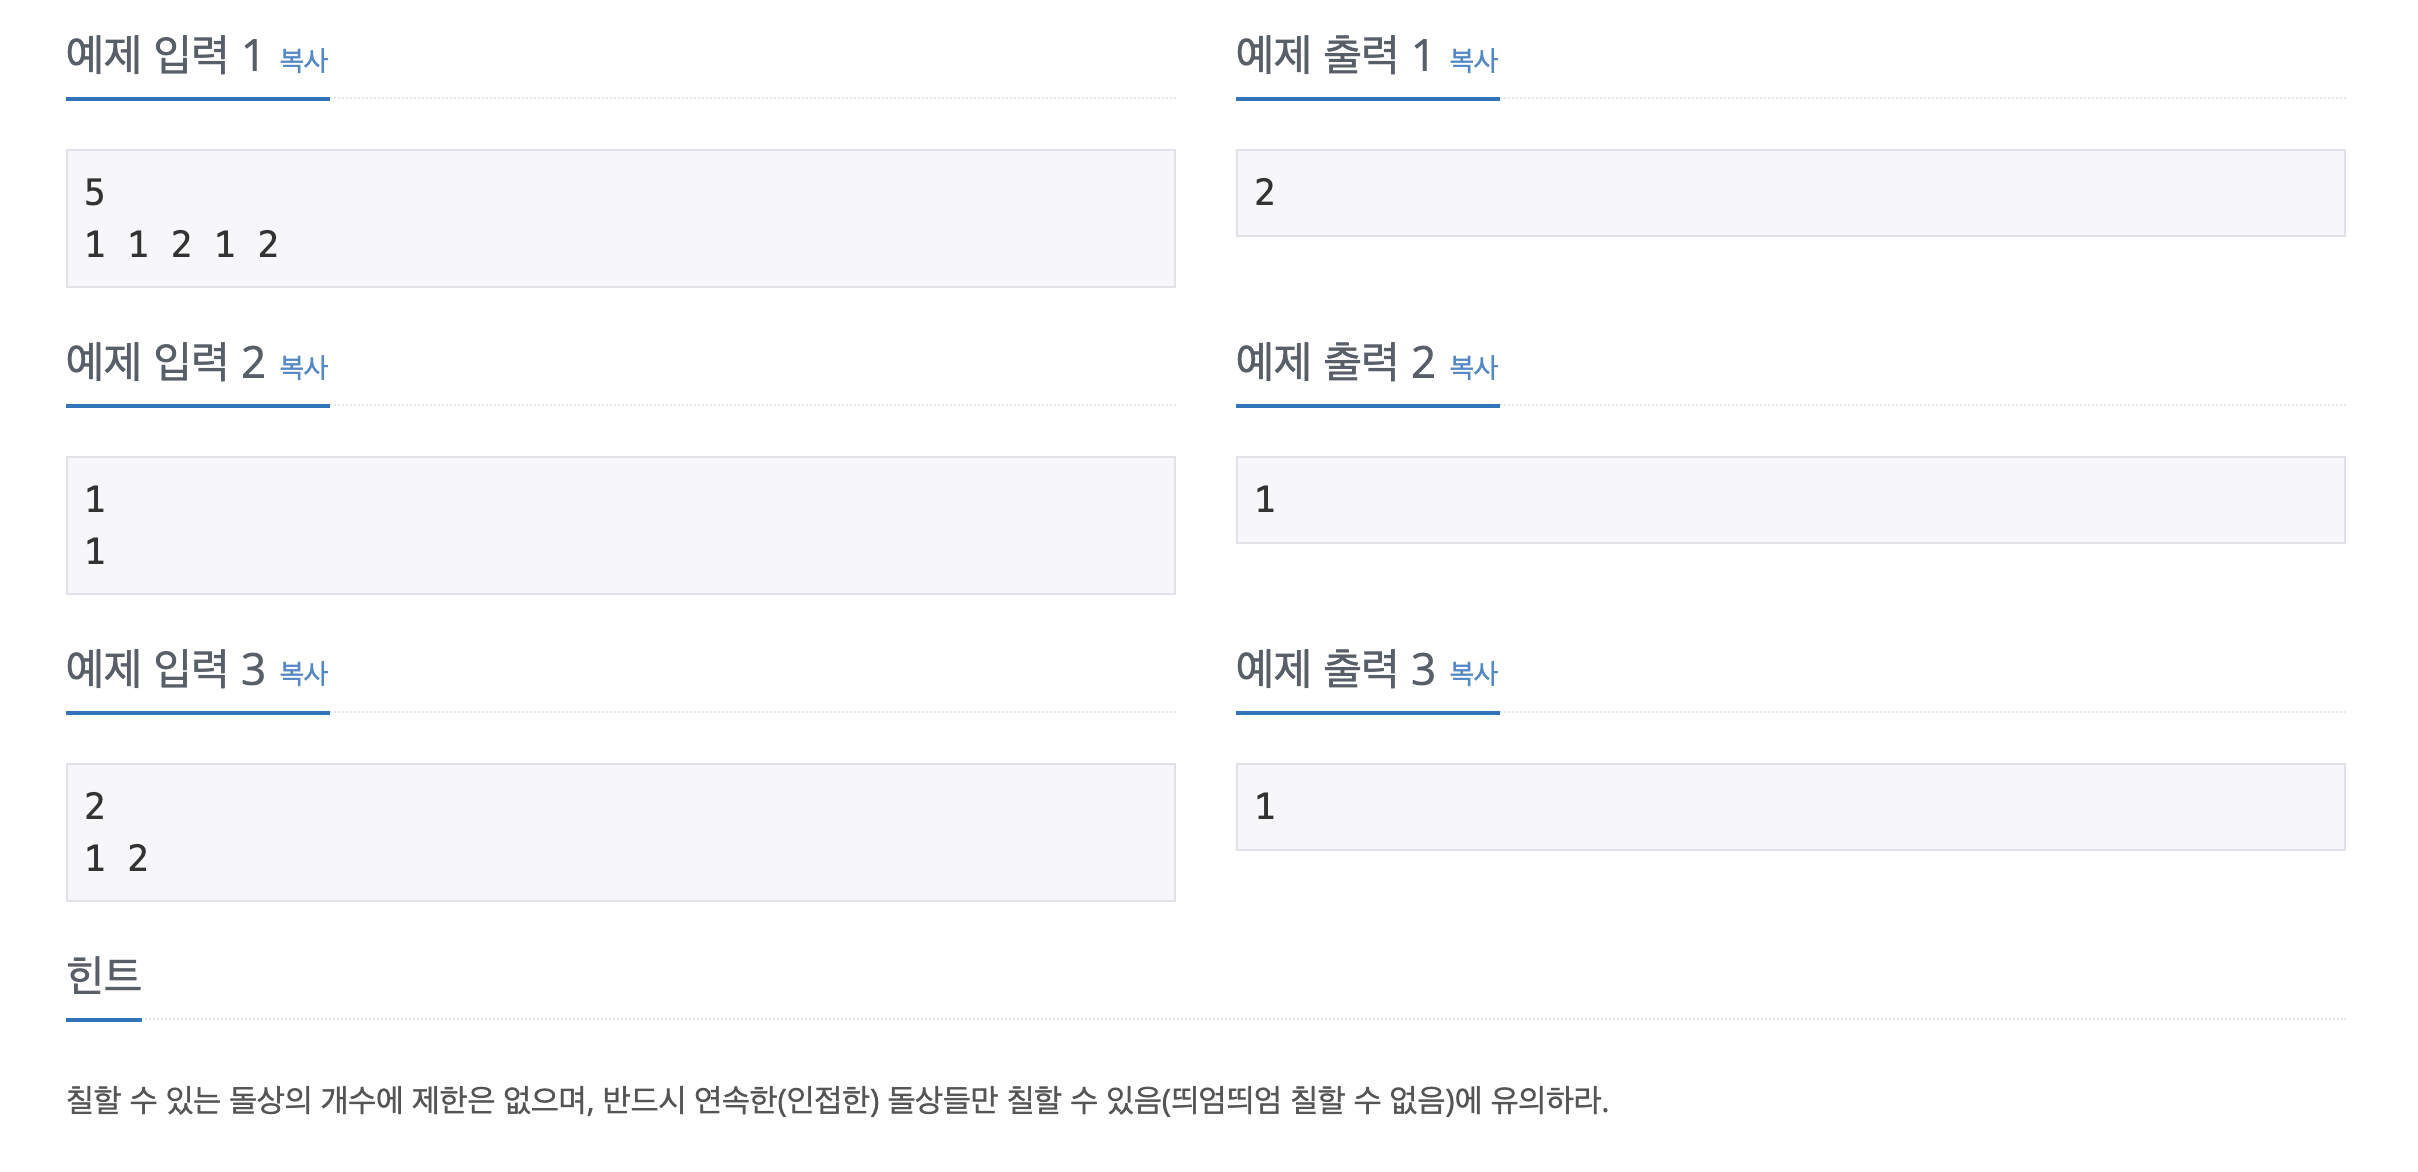 예제 입력 1 복사
5
1 1 2 1 2
예제 출력 1 복사
2
예제 입력 2 복사
1
1
예제 출력 2 복사
1
예제 입력 3 복사
2
1 2
예제 출력 3 복사
1
힌트
칠할 수 있는 돌상의 개수에 제한은 없으며, 반드시 연속한(인접한) 돌상들만 칠할 수 있음(띄엄띄엄 칠할 수 없음)에 유의하라.